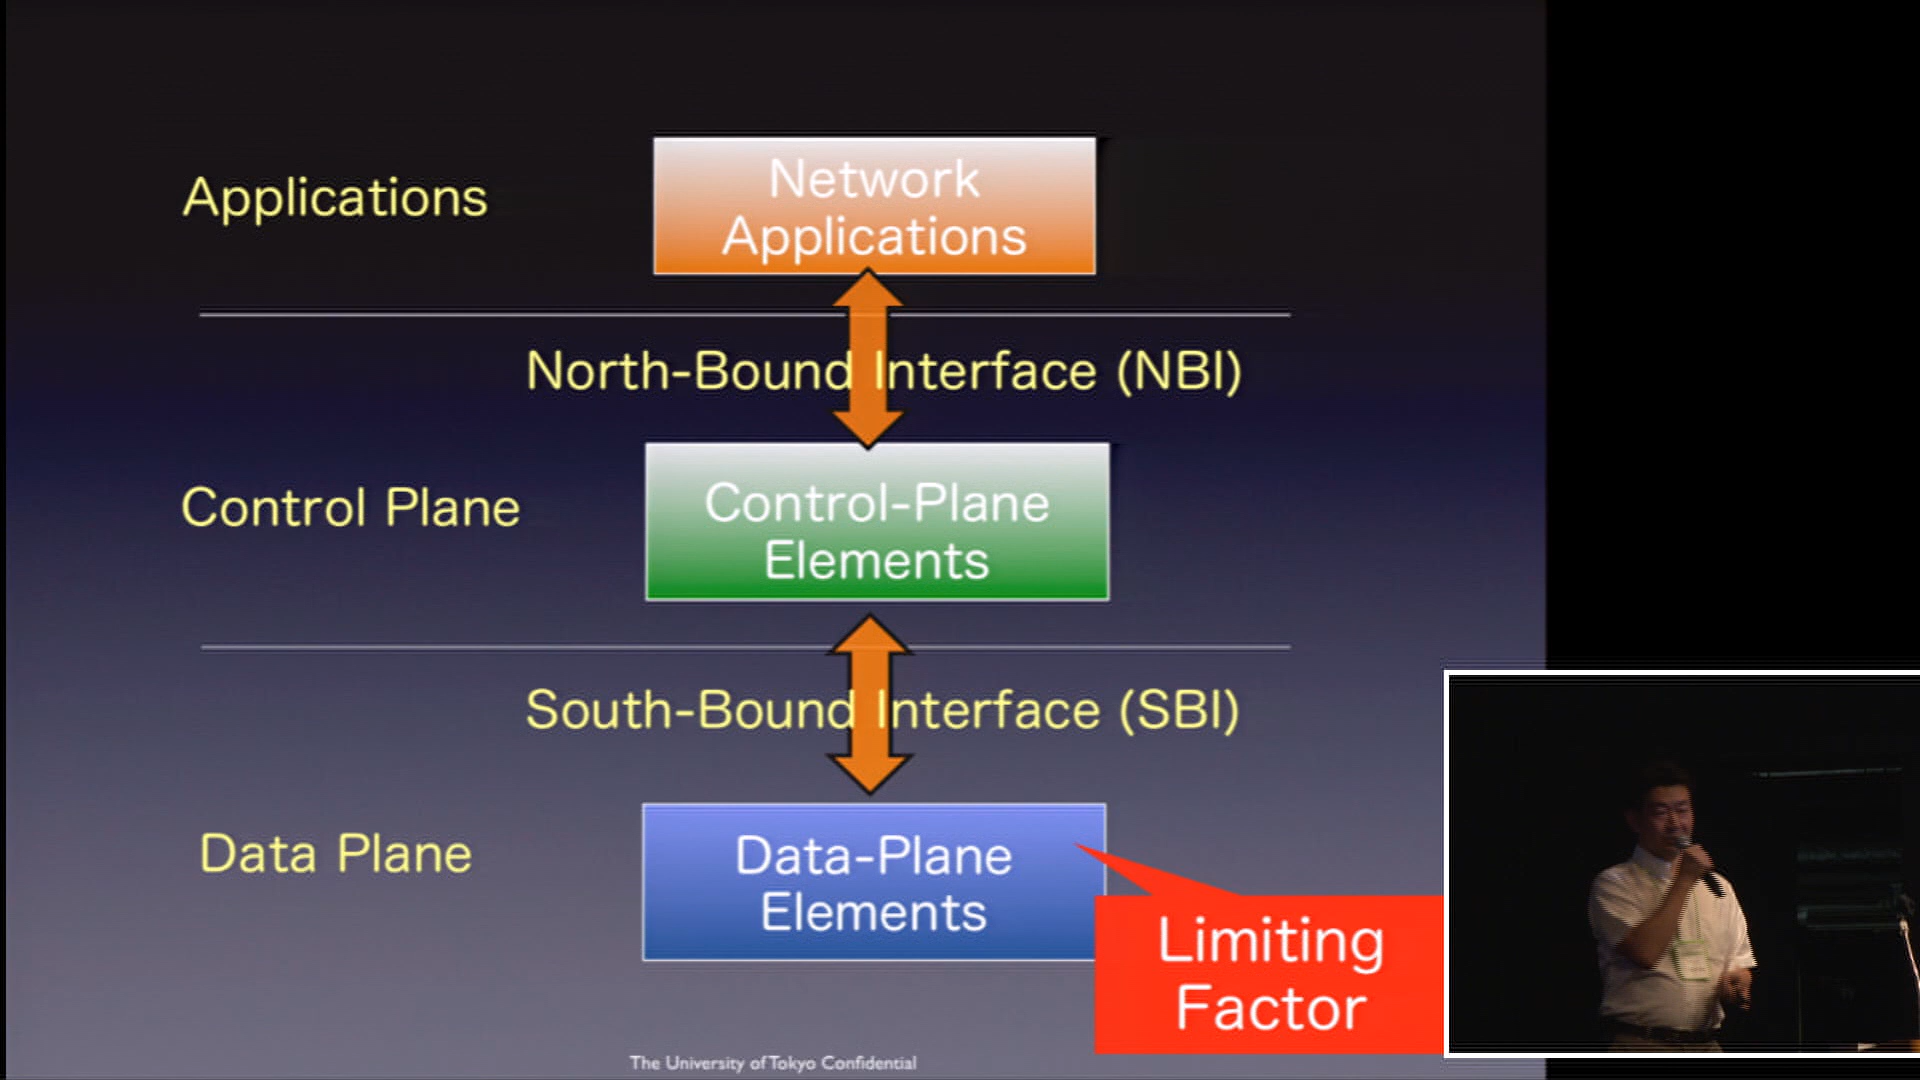 Applications
Network
Applications
North-Bound Interface (NBI)
Control Plane
Control-Plane
Elements
South-Bound Interface (SBI)
Data Plane
Data-Plane
Elements
Limiting
Factor
The University of Tokyo Confidential